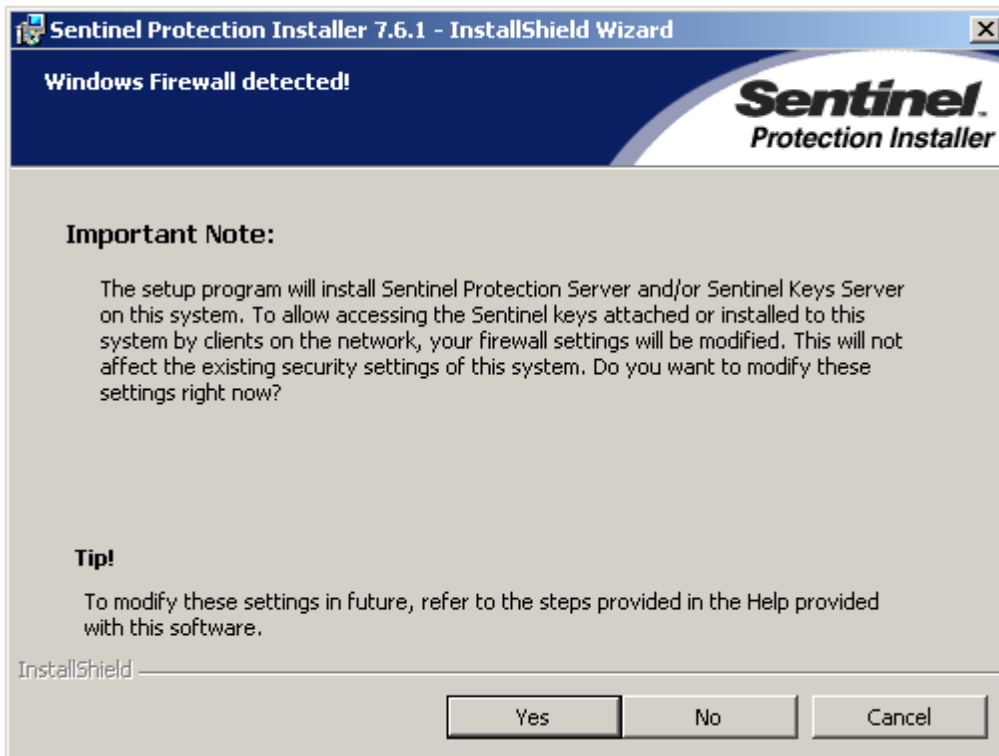 Sentinel Protection Installer 7.6.1 - InstallShield Wizard
Windows Firewall detected!
Sentinel.
Protection Installer
Important Note:
The setup program will install Sentinel Protection Server and/or Sentinel Keys Server
on this system. To allow accessing the Sentinel keys attached or installed to this
system by clients on the network, your firewall settings will be modified. This will not
affect the existing security settings of this system. Do you want to modify these
settings right now?
Tip!
To modify these settings in future, refer to the steps provided in the Help provided
with this software.
InstallShield
Yes
No
Cancel